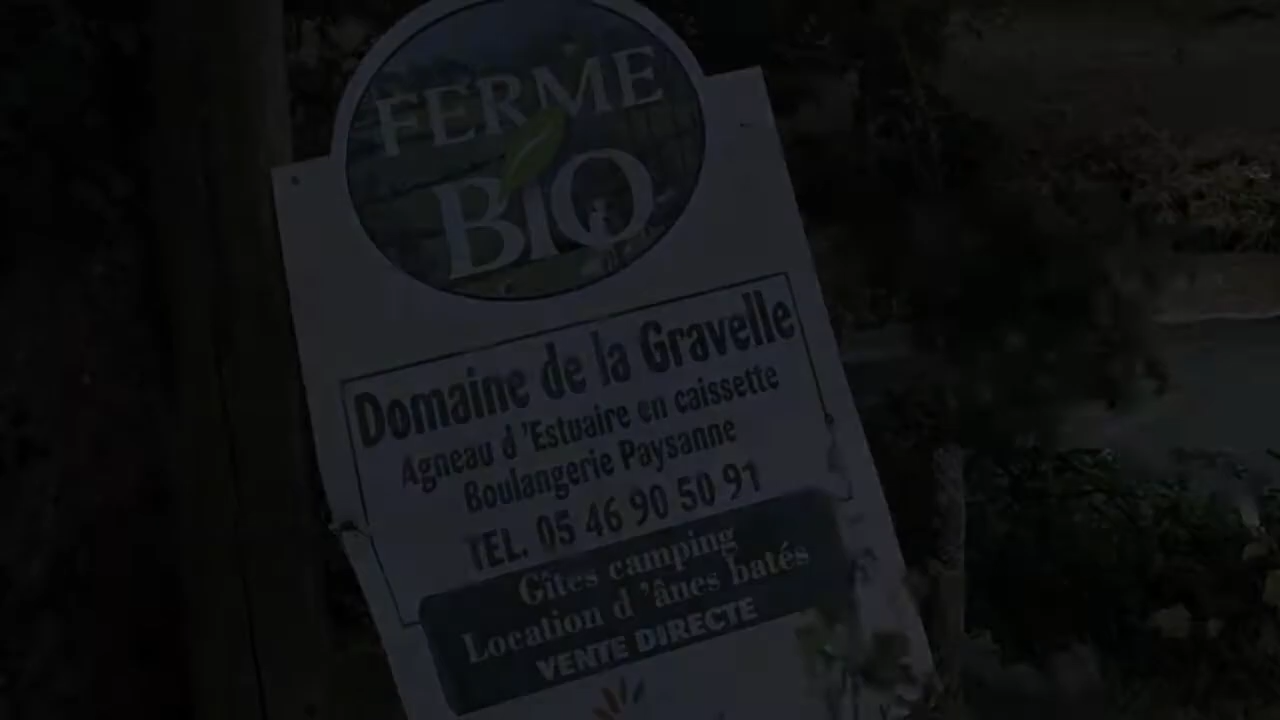 FERME
BIO
Domaine de la Gravelle
Agneau d'Estuaire en caissette
Boulangerie Paysanne
TEL. 05 46 90 50 91
Gîtes camping
Location d'ânes batés
VENTE DIRECTE